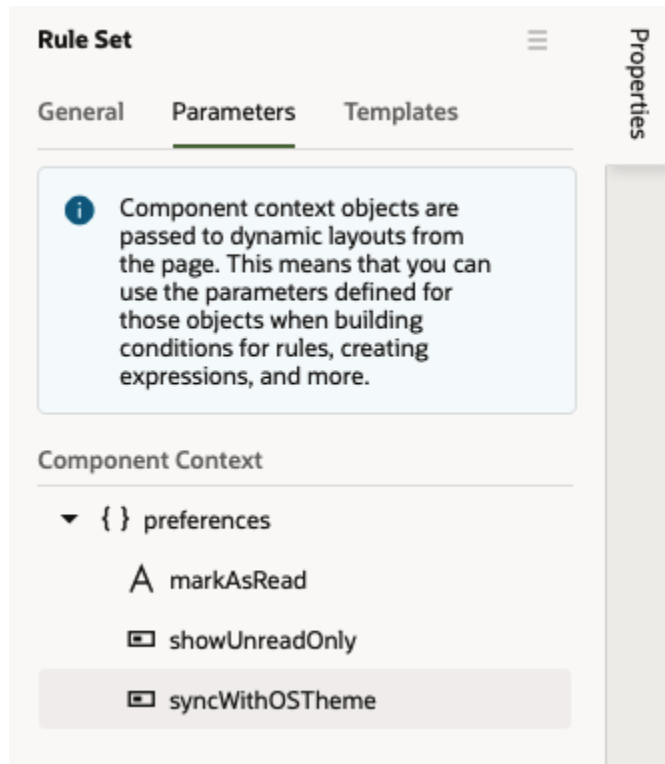 Rule Set
Properties
General Parameters Templates
Component context objects are
passed to dynamic layouts from
the page. This means that you can
use the parameters defined for
those objects when building
conditions for rules, creating
expressions, and more.
Component Context
{ } preferences
A markAsRead
showUnreadOnly
syncWithOSTheme